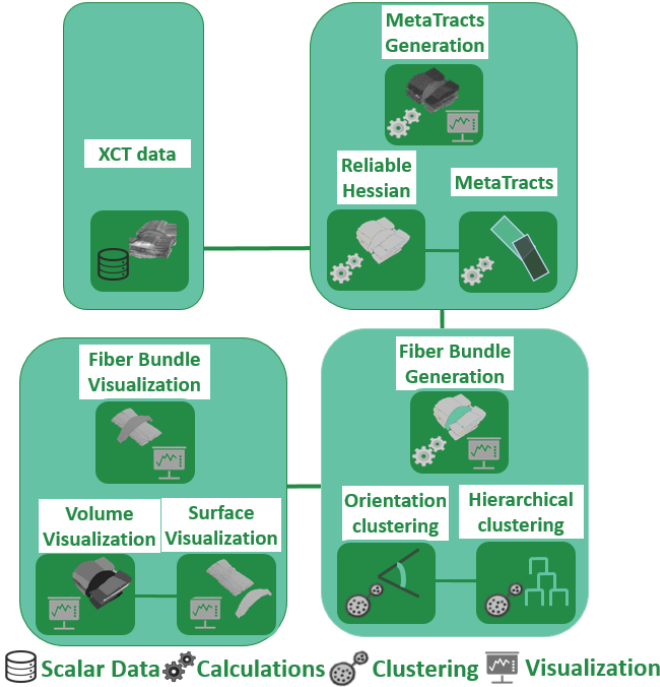 MetaTracts
Generation
XCT data
Reliable
Hessian
MetaTracts
Fiber Bundle
Visualization
Fiber Bundle
Generation
Volume
Visualization
Surface
Visualization
Orientation
clustering
Hierarchical
clustering
Scalar Data Calculations Clustering Visualization